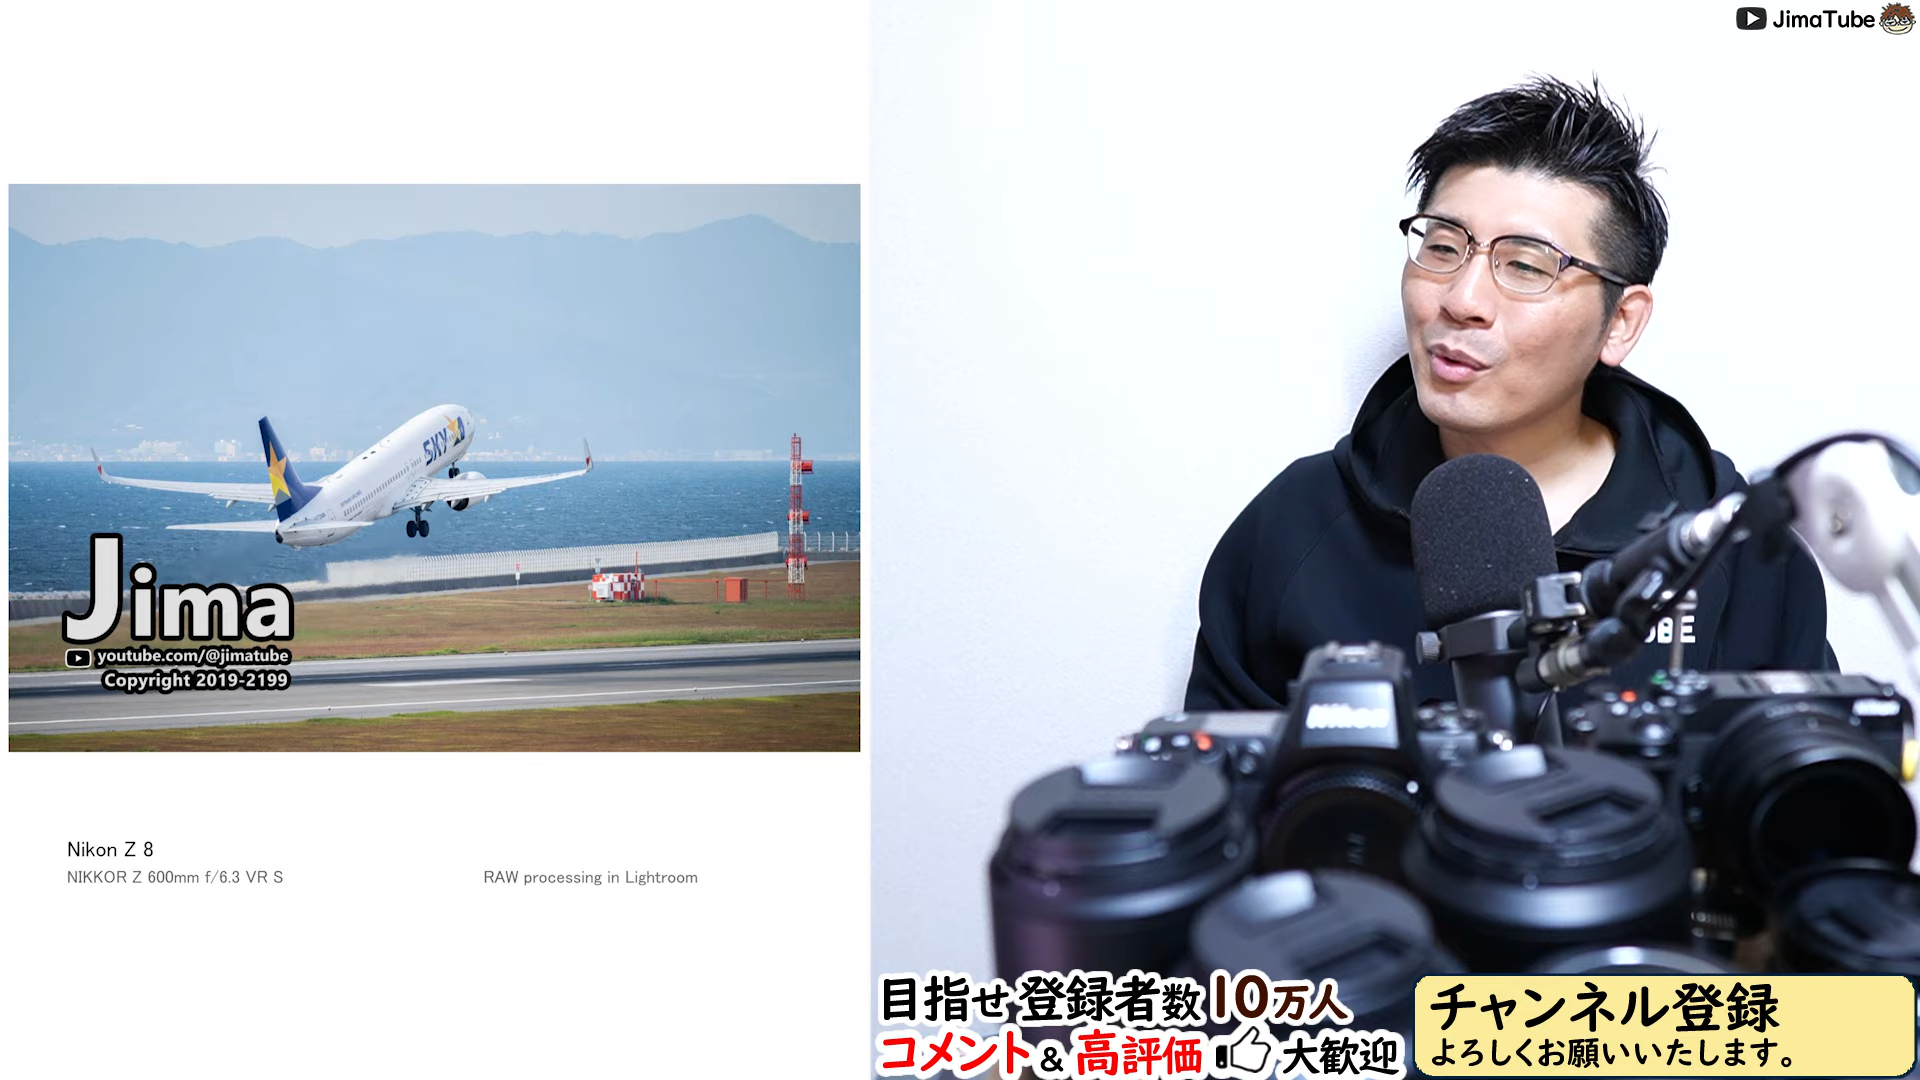 JimaTube
SKY
Jima
youtube.com/@jimatube
Copyright 2019-2199
Nikon Z 8
NIKKOR Z 600mm f/6.3 VR S
RAW processing in Lightroom
Nikon
目指せ登録者数10万人
コメント&高評価大歓迎
チャンネル登録
よろしくお願いいたします。